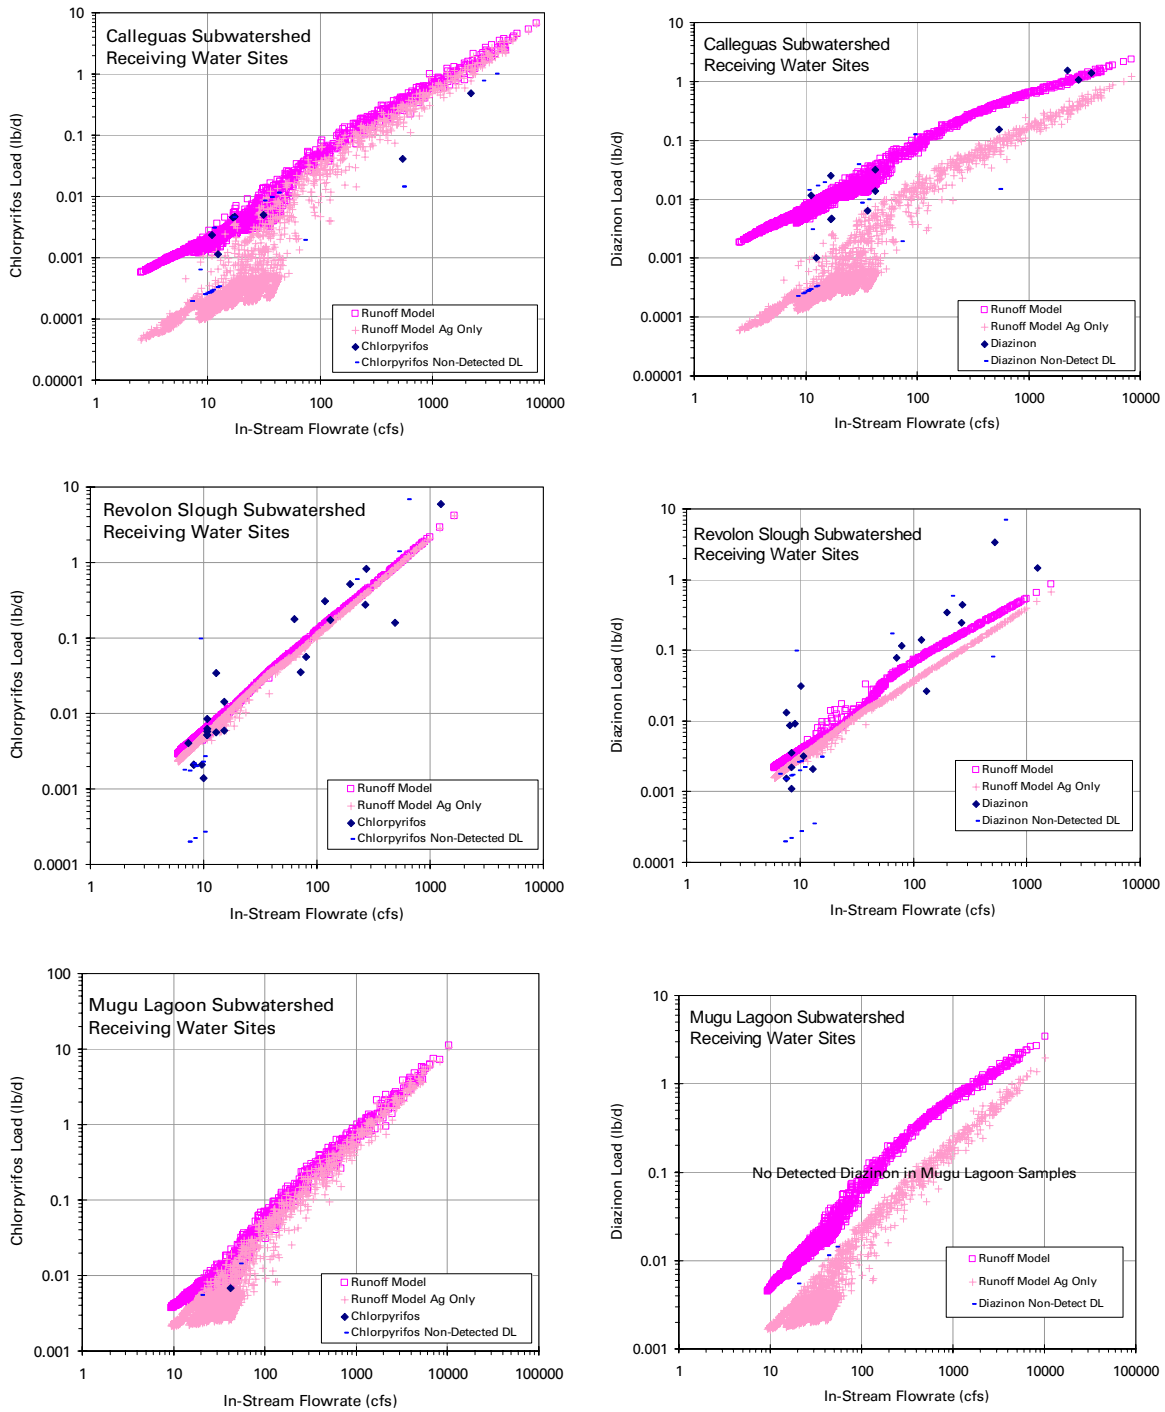 Calleguas Subwatershed
Receiving Water Sites
Chlorpyrifos Load (lb/d)
10
1
0.1
0.01
0.001
0.0001
0.00001
Runoff Model
Runoff Model Ag Only
Chlorpyrifos
Chlorpyrifos Non-Detected DL
1
10
100
1000
10000
In-Stream Flowrate (cfs)
Calleguas Subwatershed
Receiving Water Sites
Diazinon Load (lb/d)
10
1
0.1
0.01
0.001
0.0001
0.00001
Runoff Model
Runoff Model Ag Only
Diazinon
Diazinon Non-Detect DL
1
10
100
1000
10000
In-Stream Flowrate (cfs)
Revolon Slough Subwatershed
Receiving Water Sites
Chlorpyrifos Load (lb/d)
10
1
0.1
0.01
0.001
0.0001
Runoff Model
Runoff Model Ag Only
Chlorpyrifos
Chlorpyrifos Non-Detected DL
1
10
100
1000
10000
In-Stream Flowrate (cfs)
Revolon Slough Subwatershed
Receiving Water Sites
Diazinon Load (lb/d)
10
1
0.1
0.01
0.001
0.0001
Runoff Model
Runoff Model Ag Only
Diazinon
Diazinon Non-Detected DL
1
10
100
1000
10000
In-Stream Flowrate (cfs)
Mugu Lagoon Subwatershed
Receiving Water Sites
Chlorpyrifos Load (lb/d)
100
10
1
0.1
0.01
0.001
Runoff Model
Runoff Model Ag Only
Chlorpyrifos
Chlorpyrifos Non-Detected DL
1
10
100
1000
10000
100000
In-Stream Flowrate (cfs)
Mugu Lagoon Subwatershed
Receiving Water Sites
Diazinon Load (lb/d)
10
1
0.1
0.01
0.001
No Detected Diazinon in Mugu Lagoon Samples
Runoff Model
Runoff Model Ag Only
Diazinon Non-Detect DL
1
10
100
1000
10000
100000
In-Stream Flowrate (cfs)